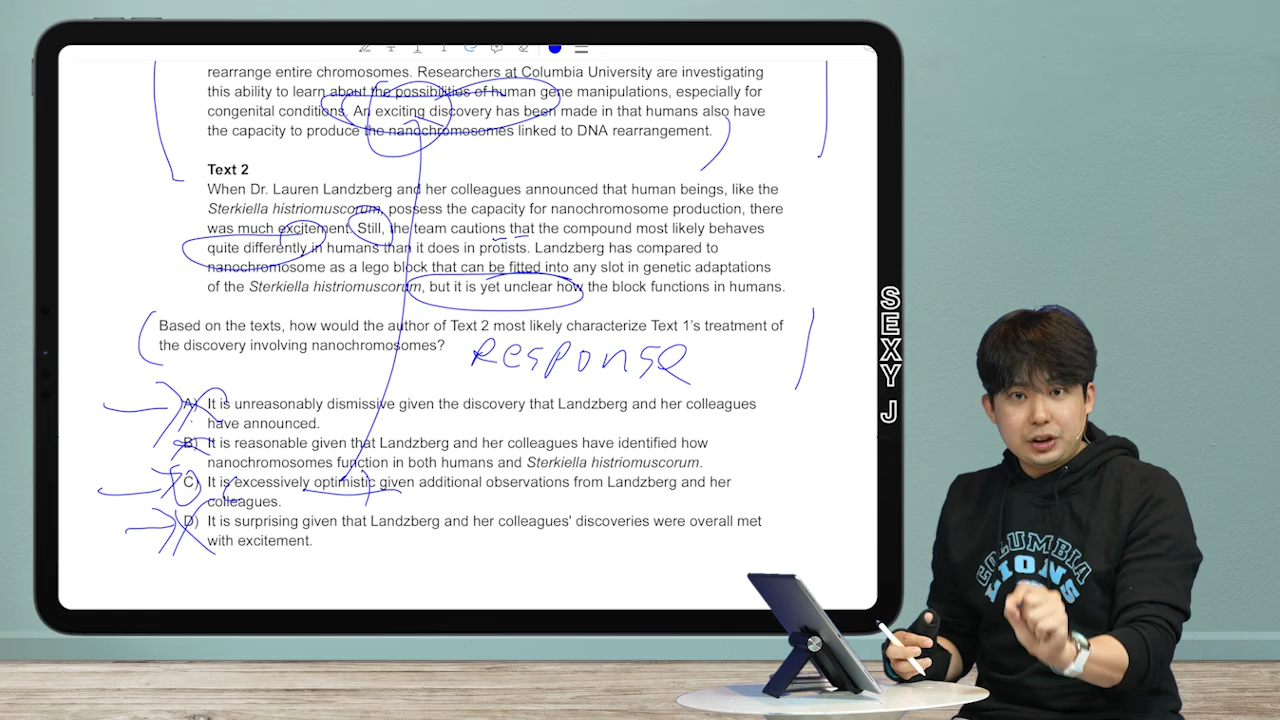 rearrange entire chromosomes. Researchers at Columbia University are investigating
this ability to learn about the possibilities of human gene manipulations, especially for
congenital conditions. An exciting discovery has been made in that humans also have
the capacity to produce the nanochromosomes linked to DNA rearrangement.
Text 2
When Dr. Lauren Landzberg and her colleagues announced that human beings, like the
Sterkiella histriomuscorum, possess the capacity for nanochromosome production, there
was much excitement. Still, the team cautions that the compound most likely behaves
quite differently in humans than it does in protists. Landzberg has compared to
nanochromosome as a lego block that can be fitted into any slot in genetic adaptations
of the Sterkiella histriomuscorum, but it is yet unclear how the block functions in humans.
Based on the texts, how would the author of Text 2 most likely characterize Text 1's treatment of
the discovery involving nanochromosomes?
Response
A) It is unreasonably dismissive given the discovery that Landzberg and her colleagues
have announced.
B) It is reasonable given that Landzberg and her colleagues have identified how
nanochromosomes function in both humans and Sterkiella histriomuscorum.
C) It is excessively optimistic given additional observations from Landzberg and her
colleagues.
D) It is surprising given that Landzberg and her colleagues' discoveries were overall met
with excitement.
SEXY J
COLUMBIA
LIONS